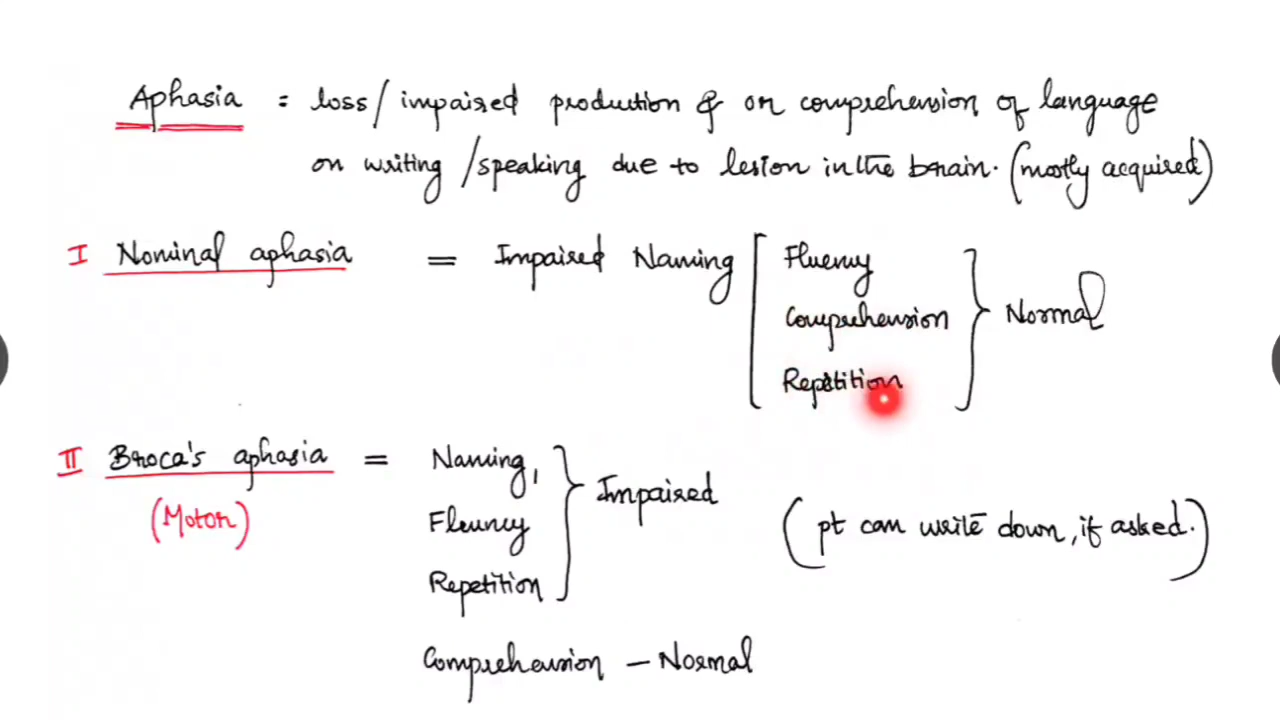 Aphasia = loss/impaired production & or comprehension of language
on writing/speaking due to lesion in the brain. (mostly acquired)
I Nominal aphasia = Impaired Naming [ Fluency
Comprehension } Normal
Repetition
II Broca's aphasia = Naming,
(Motor) Fleuncy } Impaired (pt can write down, if asked.)
Repetition
Comprehension – Normal